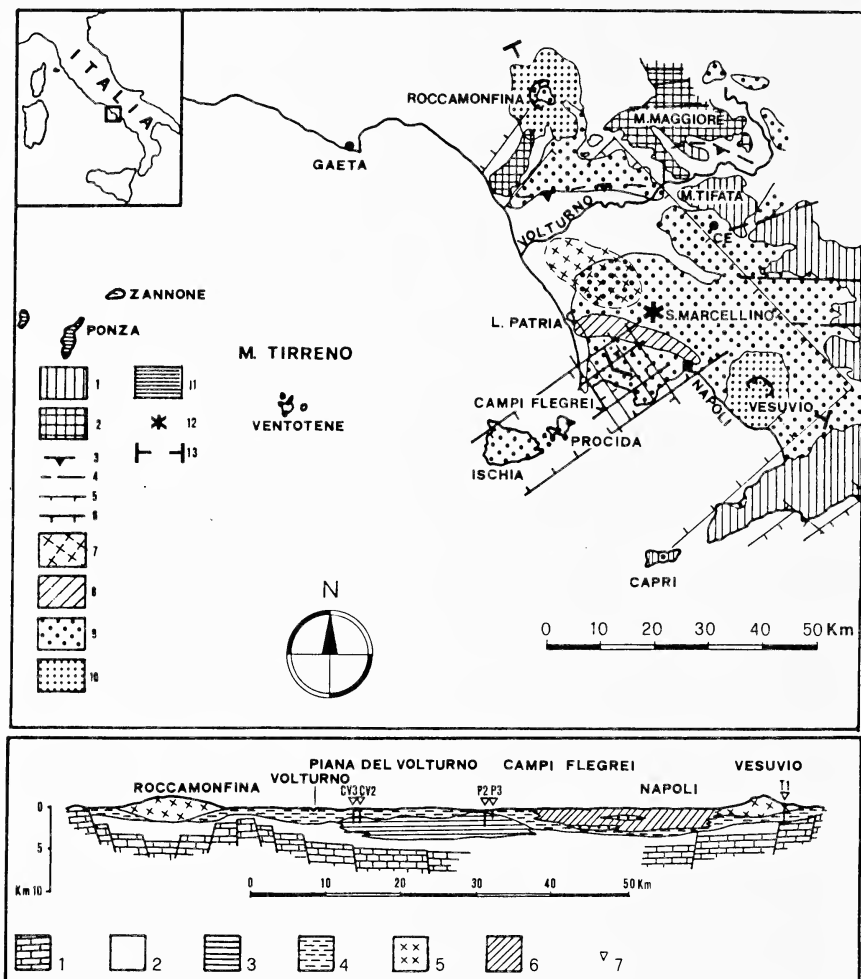 ITALIA
ROCCAMONFINA
M. MAGGIORE
GAETA
M. TIFATA
VOLTURNO
CE
ZANNONE
PONZA
L. PATRIA
S. MARCELLINO
M. TIRRENO
1
11
2
12
3
13
4
5
6
7
8
9
10
VENTOTENE
CAMPI FLEGREI
NAPOLI
VESUVIO
PROCIDA
ISCHIA
CAPRI
N
0 10 20 30 40 50 Km
PIANA DEL VOLTURNO CAMPI FLEGREI VESUVIO
ROCCAMONFINA VOLTURNO NAPOLI
CV3 CV2 P2 P3 T1
0
5
Km 10
0 10 20 30 40 50 Km
1 2 3 4 5 6 7